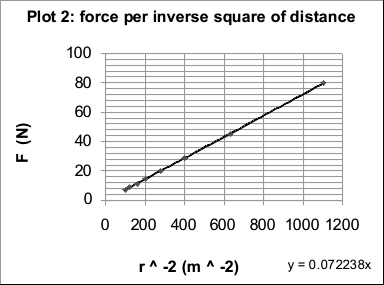 Plot 2: force per inverse square of distance
100
80
60
40
20
0
F (N)
0 200 400 600 800 1000 1200
r ^ -2 (m ^ -2)
y = 0.072238x